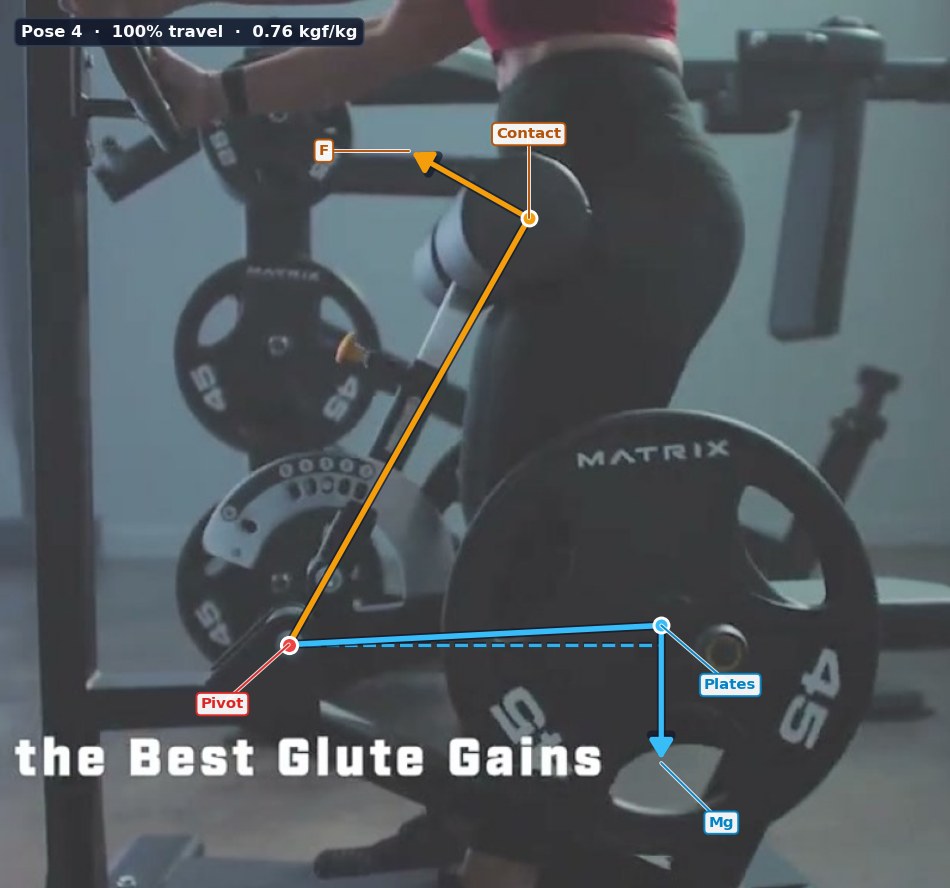 Pose 4 · 100% travel · 0.76 kgf/kg
Contact
F
MATRIX
45
45
MATRIX
45
Pivot
Plates
45
45
the Best Glute Gains
Mg